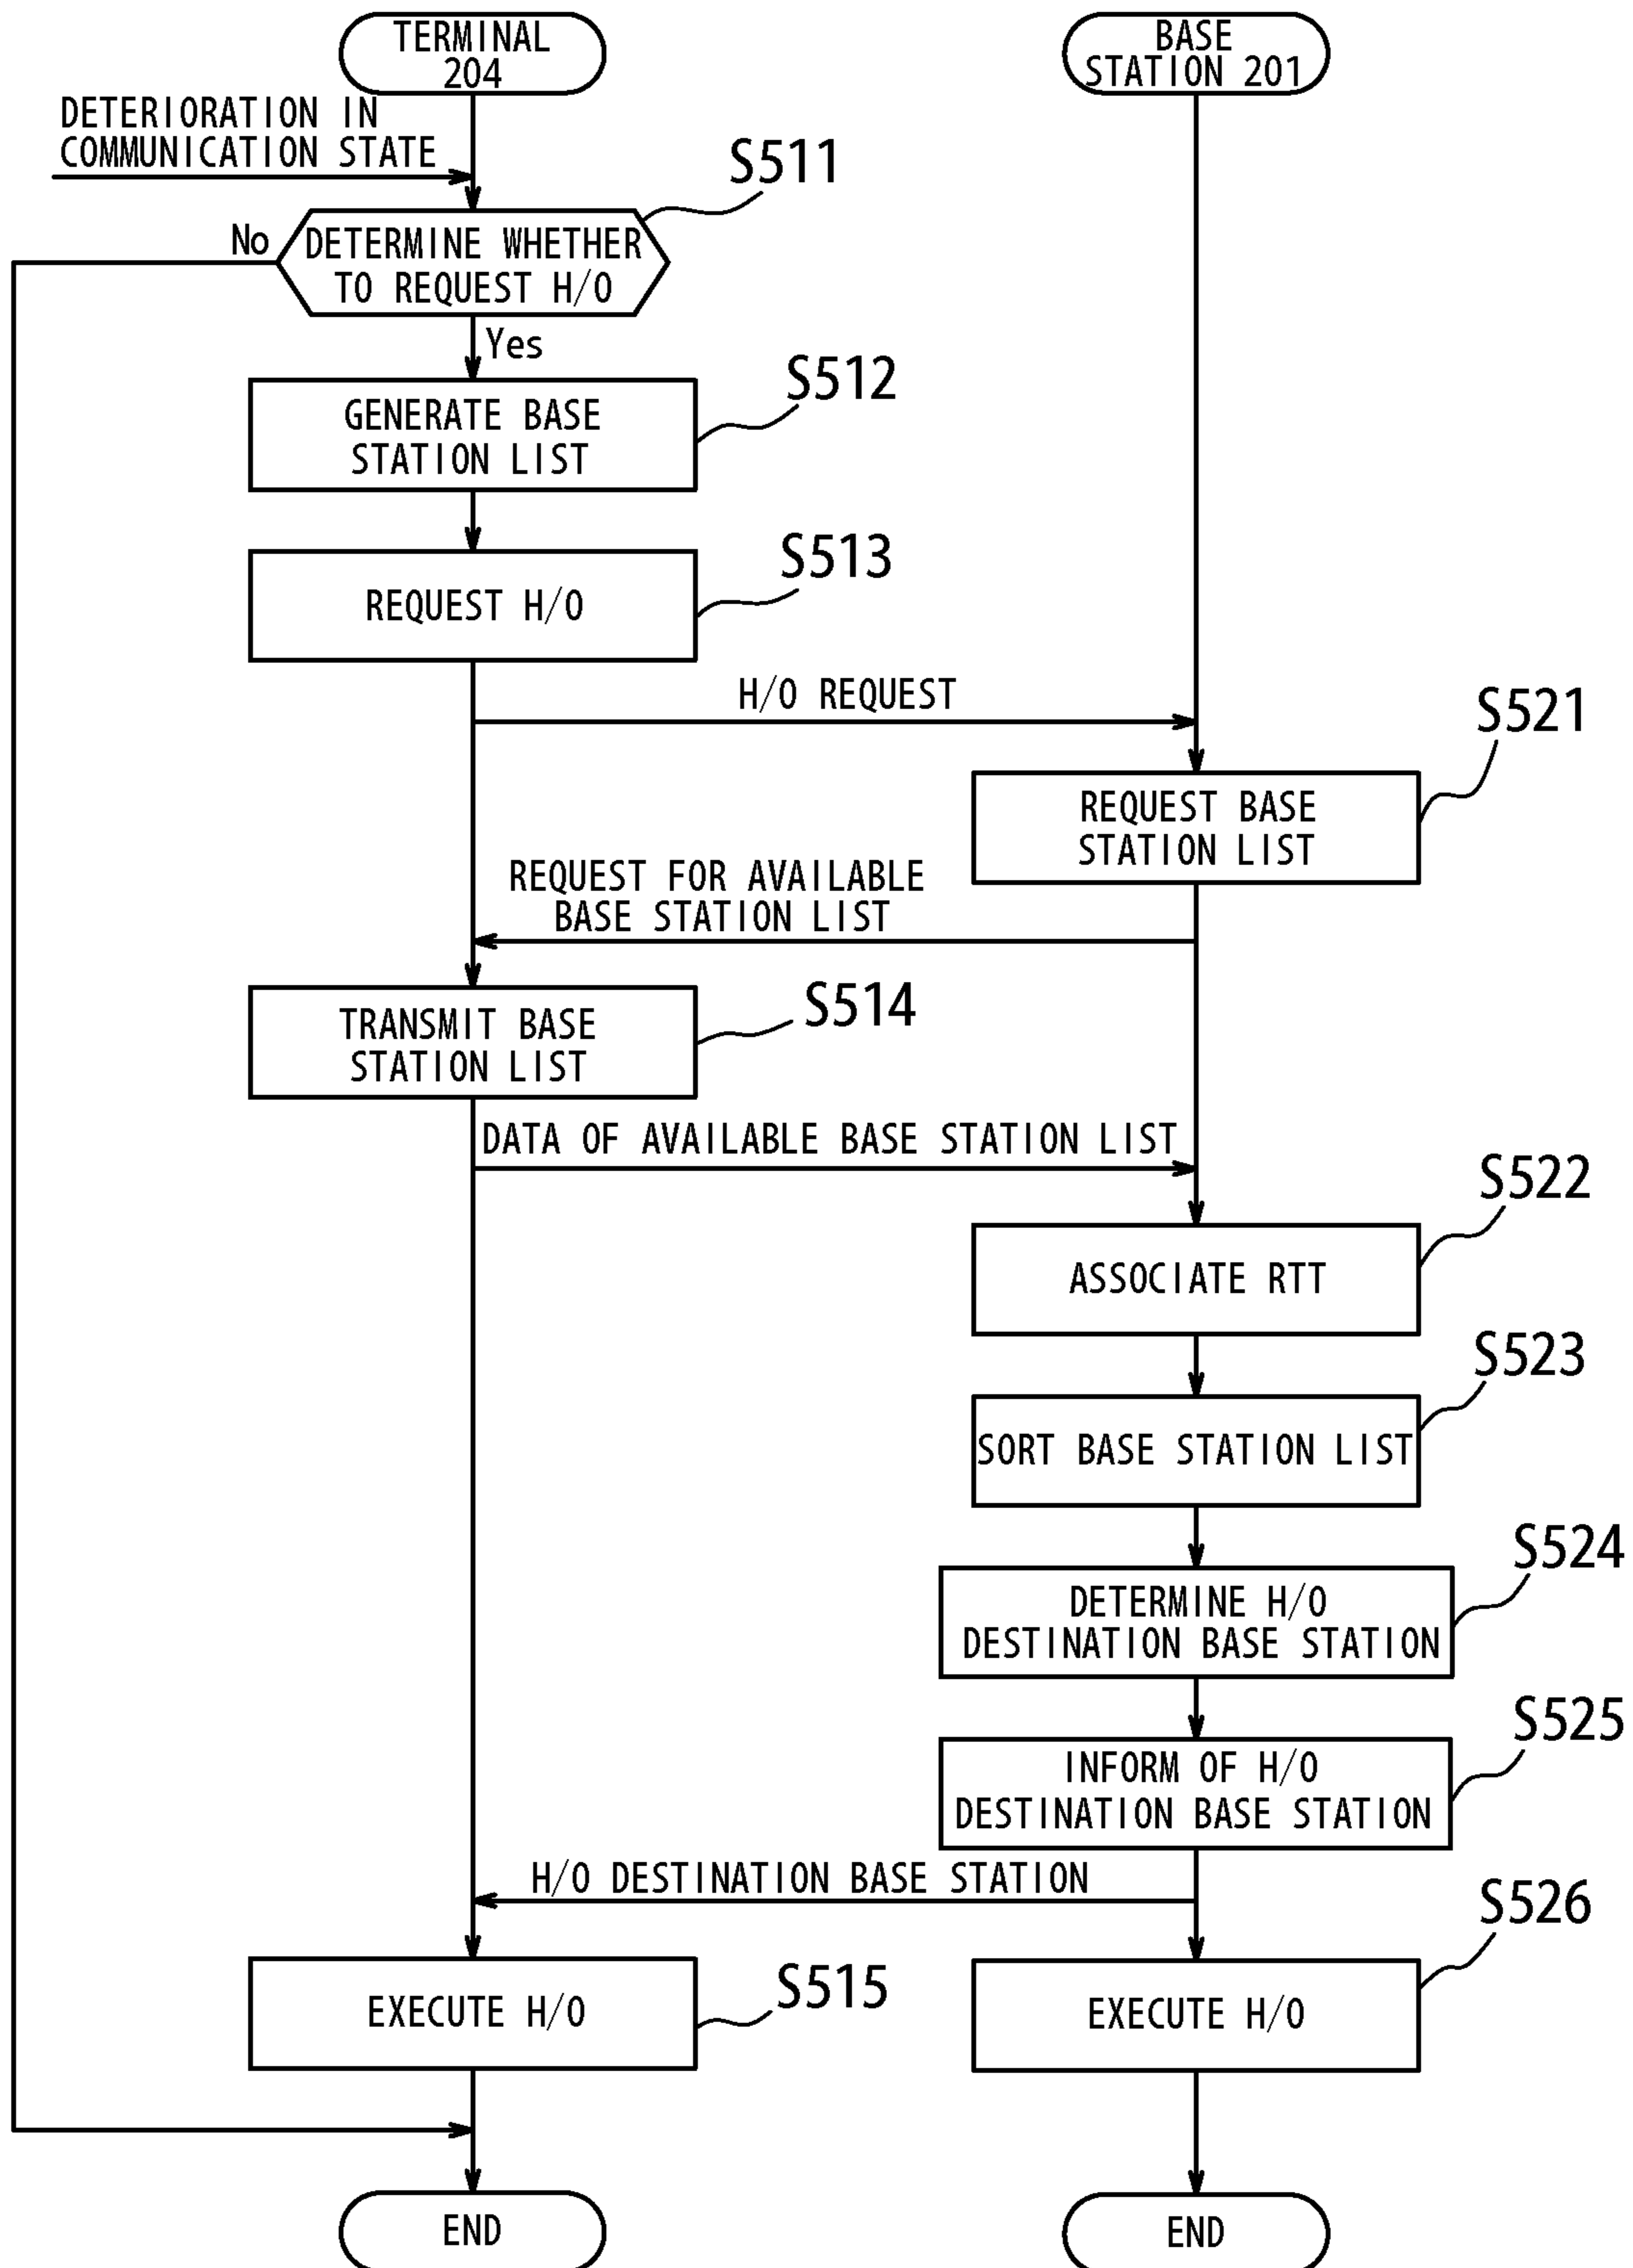 TERMINAL
204
BASE
STATION 201
DETERIORATION IN
COMMUNICATION STATE
S511
No
DETERMINE WHETHER
TO REQUEST H/O
Yes
S512
GENERATE BASE
STATION LIST
S513
REQUEST H/O
H/O REQUEST
S521
REQUEST BASE
STATION LIST
REQUEST FOR AVAILABLE
BASE STATION LIST
S514
TRANSMIT BASE
STATION LIST
DATA OF AVAILABLE BASE STATION LIST
S522
ASSOCIATE RTT
S523
SORT BASE STATION LIST
S524
DETERMINE H/O
DESTINATION BASE STATION
S525
INFORM OF H/O
DESTINATION BASE STATION
H/O DESTINATION BASE STATION
S526
S515
EXECUTE H/O
EXECUTE H/O
END
END